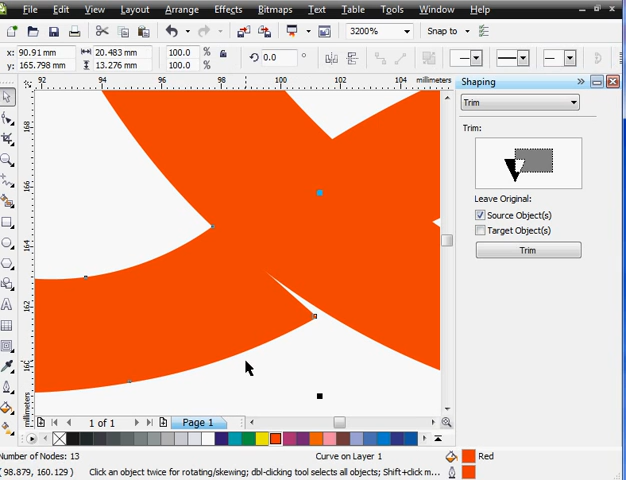 File Edit View Layout Arrange Effects Bitmaps Text Table Tools Window Help
3200% Snap to
x: 90.91 mm 20.483 mm 100.0 %
y: 165.798 mm 13.276 mm 100.0 %
0.0
92 94 96 98 100 102 104 millimeters
168
166
164
162
160
millimeters
Shaping
Trim
Trim:
Leave Original:
Source Object(s)
Target Object(s)
Trim
1 of 1 Page 1
Number of Nodes: 13 Curve on Layer 1 Red
(98.879, 160.129) Click an object twice for rotating/skewing; dbl-clicking tool selects all objects; Shift+click m...